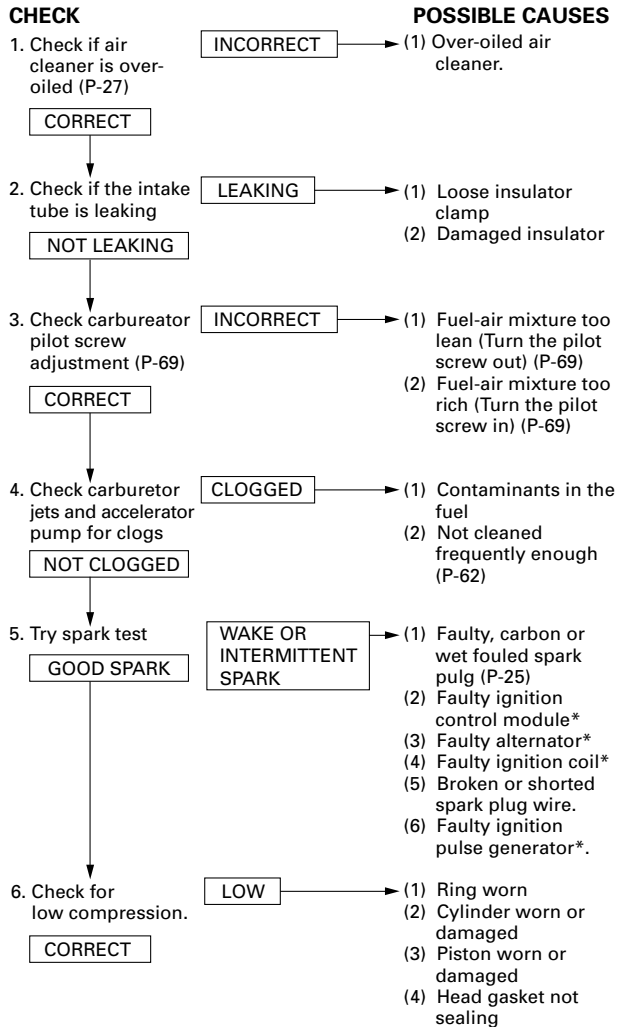 CHECK
POSSIBLE CAUSES
1. Check if air
cleaner is over-
oiled (P-27)
INCORRECT
(1) Over-oiled air
cleaner.
CORRECT
2. Check if the intake
tube is leaking
LEAKING
(1) Loose insulator
clamp
(2) Damaged insulator
NOT LEAKING
3. Check carbureator
pilot screw
adjustment (P-69)
INCORRECT
(1) Fuel-air mixture too
lean (Turn the pilot
screw out) (P-69)
(2) Fuel-air mixture too
rich (Turn the pilot
screw in) (P-69)
CORRECT
4. Check carburetor
jets and accelerator
pump for clogs
CLOGGED
(1) Contaminants in the
fuel
(2) Not cleaned
frequently enough
(P-62)
NOT CLOGGED
5. Try spark test
WAKE OR
INTERMITTENT
SPARK
(1) Faulty, carbon or
wet fouled spark
pulg (P-25)
(2) Faulty ignition
control module*
(3) Faulty alternator*
(4) Faulty ignition coil*
(5) Broken or shorted
spark plug wire.
(6) Faulty ignition
pulse generator*.
GOOD SPARK
6. Check for
low compression.
LOW
(1) Ring worn
(2) Cylinder worn or
damaged
(3) Piston worn or
damaged
(4) Head gasket not
sealing
CORRECT